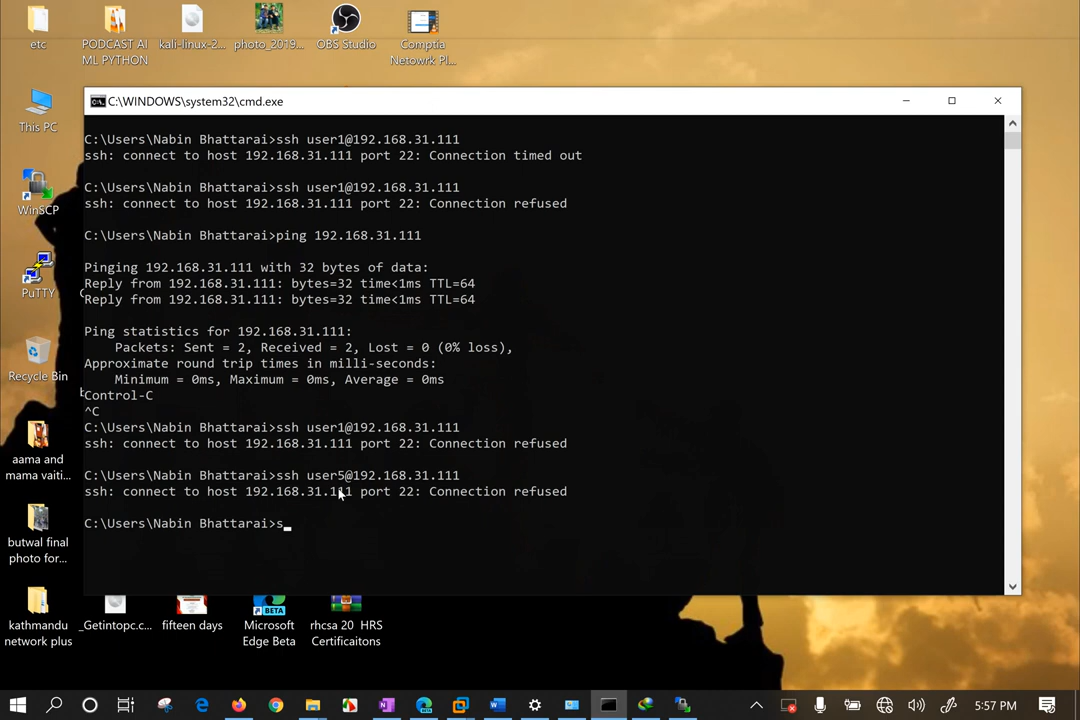 etc
PODCAST AI
ML PYTHON
kali-linux-2...
photo_2019...
OBS Studio
Comptia
Netowrk Pl...
This PC
WinSCP
PuTTY
Recycle Bin
aama and
mama vaiti...
butwal final
photo for...
kathmandu
network plus
_Getintopc.c...
fifteen days
Microsoft
Edge Beta
rhcsa 20 HRS
Certificaitons
C:\WINDOWS\system32\cmd.exe
C:\Users\Nabin Bhattarai>ssh user1@192.168.31.111
ssh: connect to host 192.168.31.111 port 22: Connection timed out
C:\Users\Nabin Bhattarai>ssh user1@192.168.31.111
ssh: connect to host 192.168.31.111 port 22: Connection refused
C:\Users\Nabin Bhattarai>ping 192.168.31.111
Pinging 192.168.31.111 with 32 bytes of data:
Reply from 192.168.31.111: bytes=32 time<1ms TTL=64
Reply from 192.168.31.111: bytes=32 time<1ms TTL=64
Ping statistics for 192.168.31.111:
Packets: Sent = 2, Received = 2, Lost = 0 (0% loss),
Approximate round trip times in milli-seconds:
Minimum = 0ms, Maximum = 0ms, Average = 0ms
Control-C
^C
C:\Users\Nabin Bhattarai>ssh user1@192.168.31.111
ssh: connect to host 192.168.31.111 port 22: Connection refused
C:\Users\Nabin Bhattarai>ssh user5@192.168.31.111
ssh: connect to host 192.168.31.111 port 22: Connection refused
C:\Users\Nabin Bhattarai>s_
5:57 PM